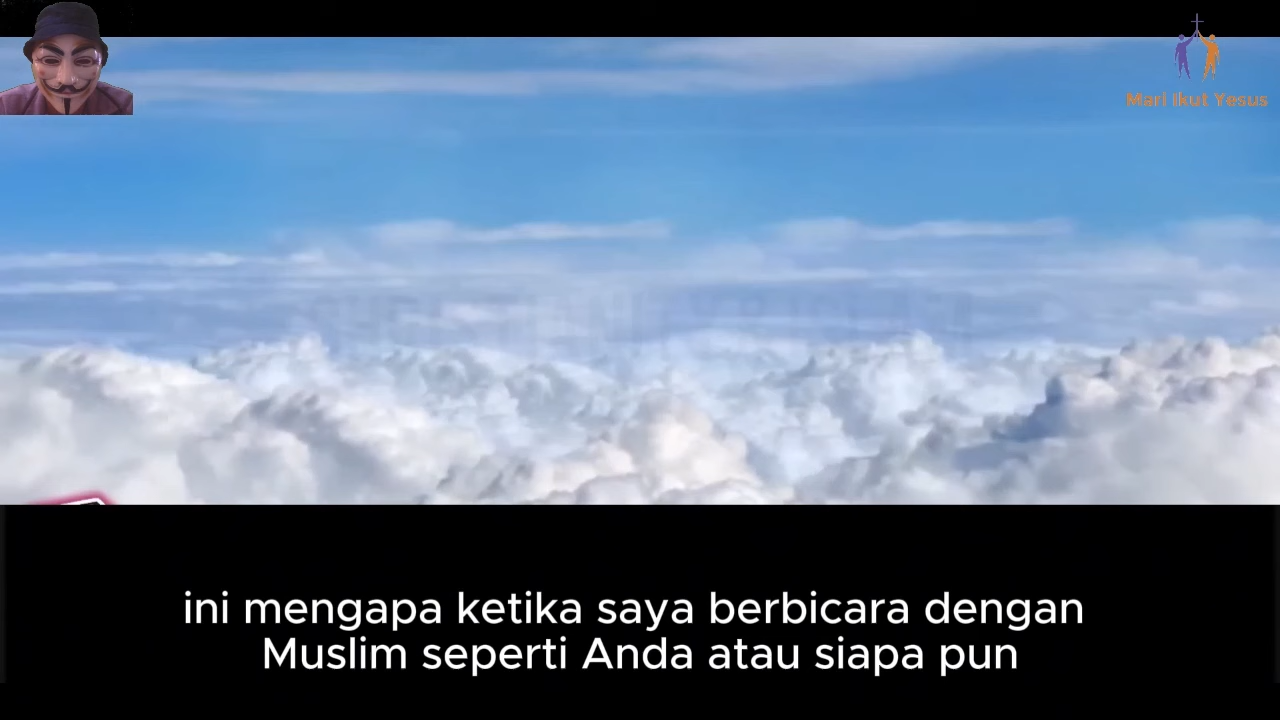 Mari Ikut Yesus
ini mengapa ketika saya berbicara dengan
Muslim seperti Anda atau siapa pun